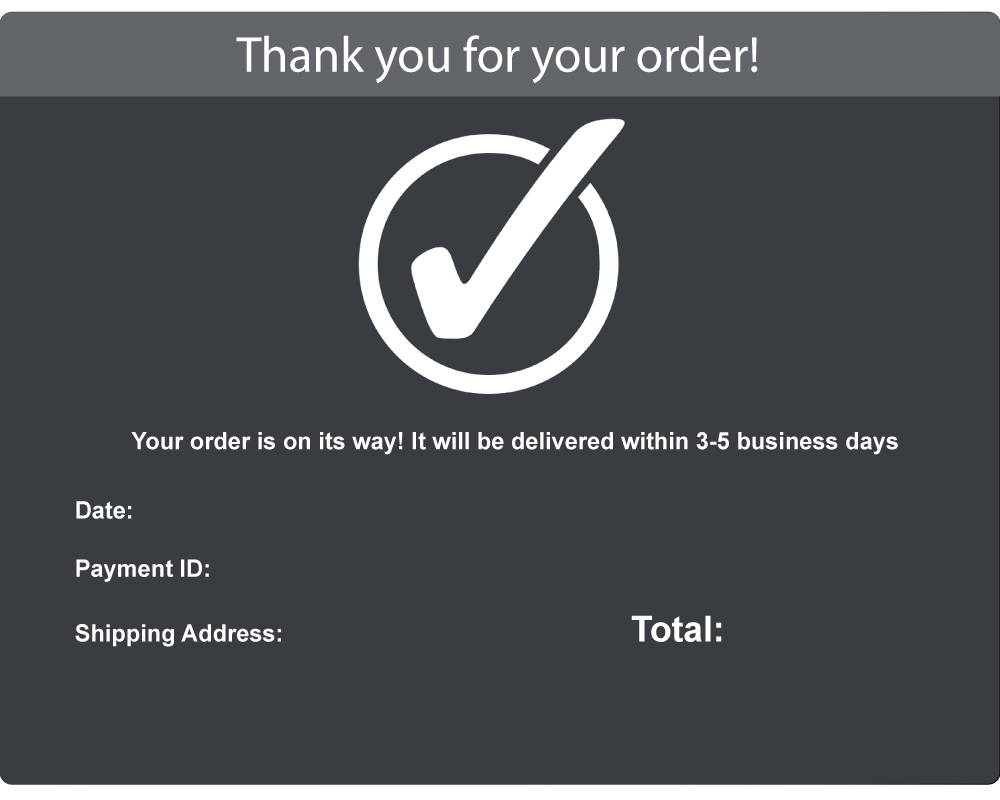 Thank you for your order!
Your order is on its way! It will be delivered within 3-5 business days
Date:
Payment ID:
Shipping Address:
Total: